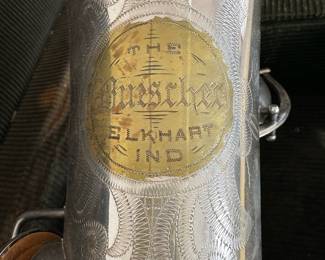 THE
Buescher
ELKHART
IND